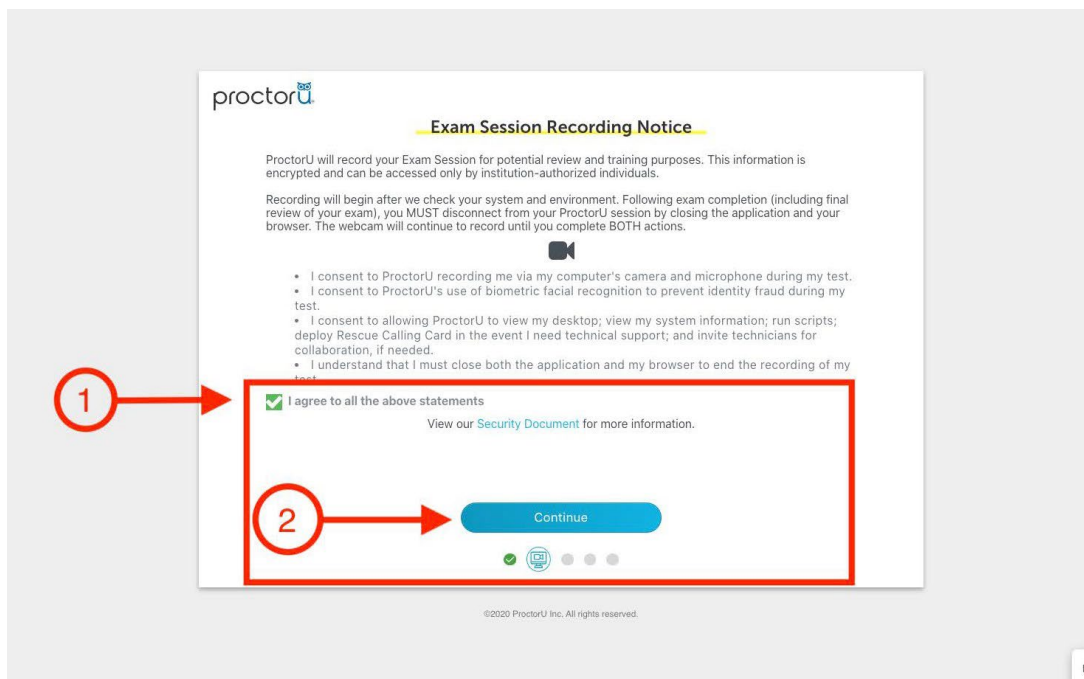 proctorU
Exam Session Recording Notice
ProctorU will record your Exam Session for potential review and training purposes. This information is
encrypted and can be accessed only by institution-authorized individuals.
Recording will begin after we check your system and environment. Following exam completion (including final
review of your exam), you MUST disconnect from your ProctorU session by closing the application and your
browser. The webcam will continue to record until you complete BOTH actions.
• I consent to ProctorU recording me via my computer's camera and microphone during my test.
• I consent to ProctorU's use of biometric facial recognition to prevent identity fraud during my
test.
• I consent to allowing ProctorU to view my desktop; view my system information; run scripts;
deploy Rescue Calling Card in the event I need technical support; and invite technicians for
collaboration, if needed.
• I understand that I must close both the application and my browser to end the recording of my
test.
1
I agree to all the above statements
View our Security Document for more information.
2
Continue
©2020 ProctorU Inc. All rights reserved.